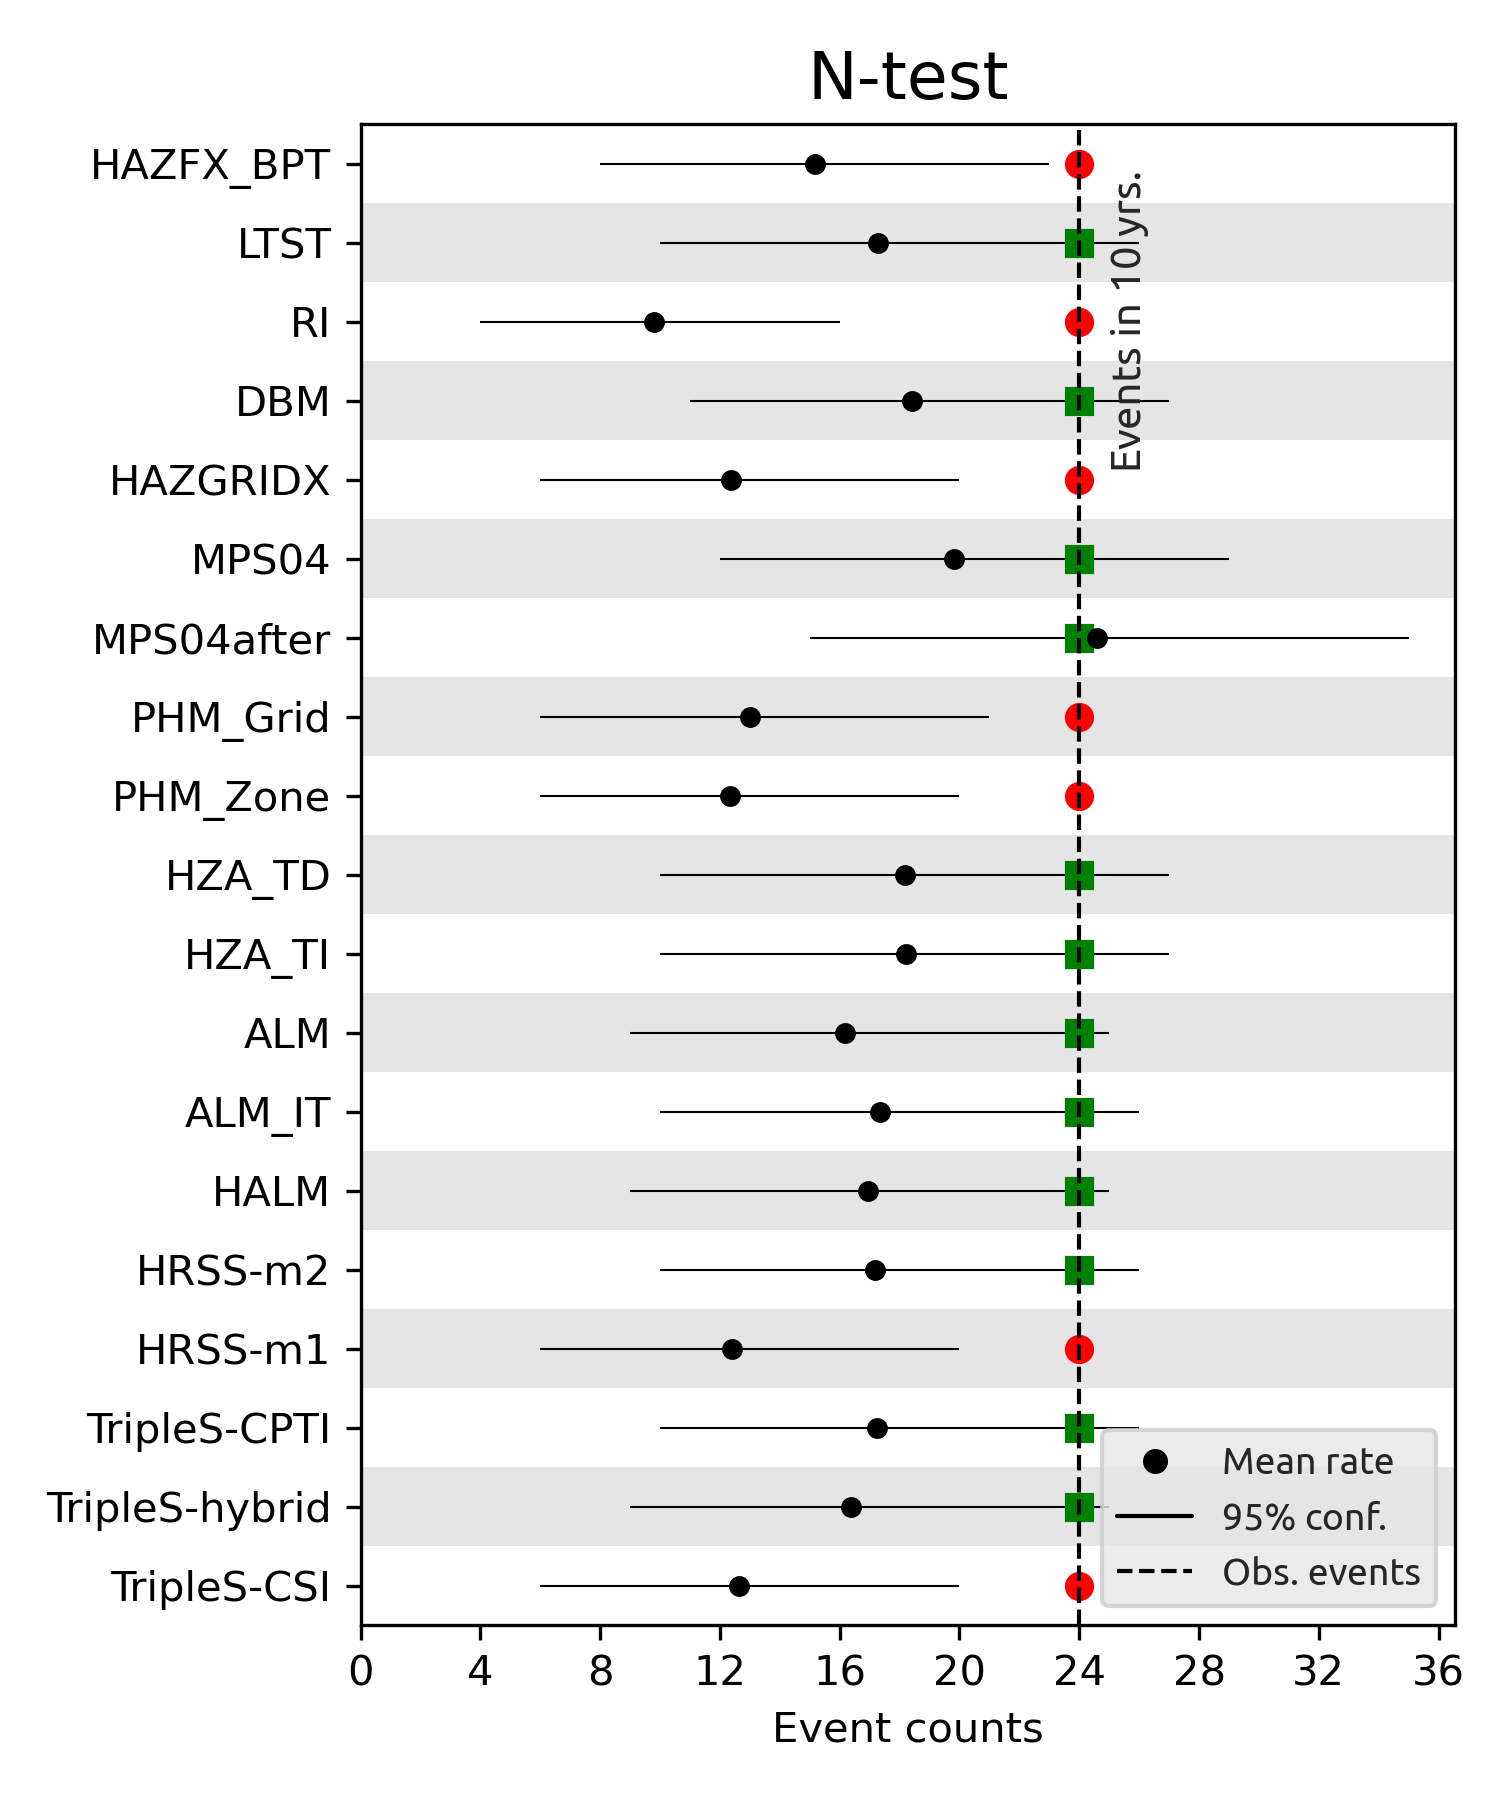 N-test
HAZFX_BPT
LTST
RI
DBM
HAZGRIDX
MPS04
MPS04after
PHM_Grid
PHM_Zone
HZA_TD
HZA_TI
ALM
ALM_IT
HALM
HRSS-m2
HRSS-m1
TripleS-CPTI
TripleS-hybrid
TripleS-CSI
Events in 10 yrs.
Mean rate
95% conf.
Obs. events
0 4 8 12 16 20 24 28 32 36
Event counts